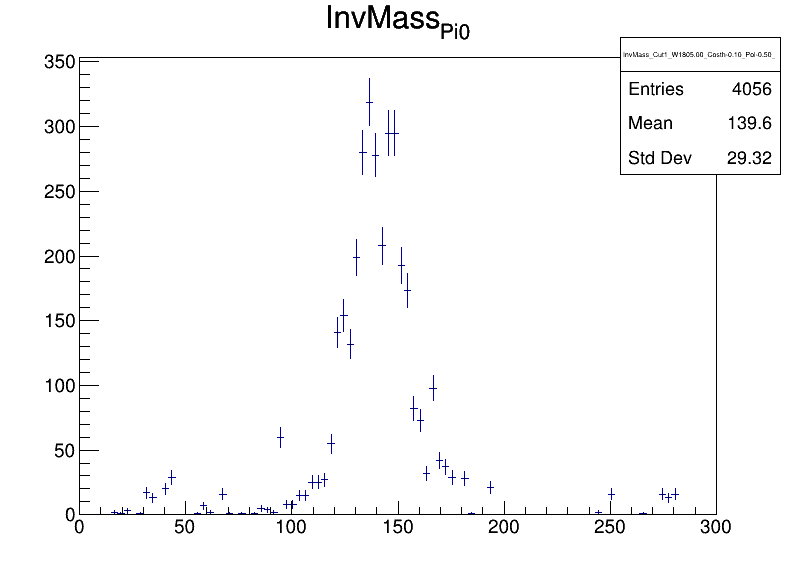 InvMass_Pi0
InvMass_Cut1_W1805.00_Costh-0.10_Pol-0.50_
Entries 4056
Mean 139.6
Std Dev 29.32
350
300
250
200
150
100
50
0
0 50 100 150 200 250 300